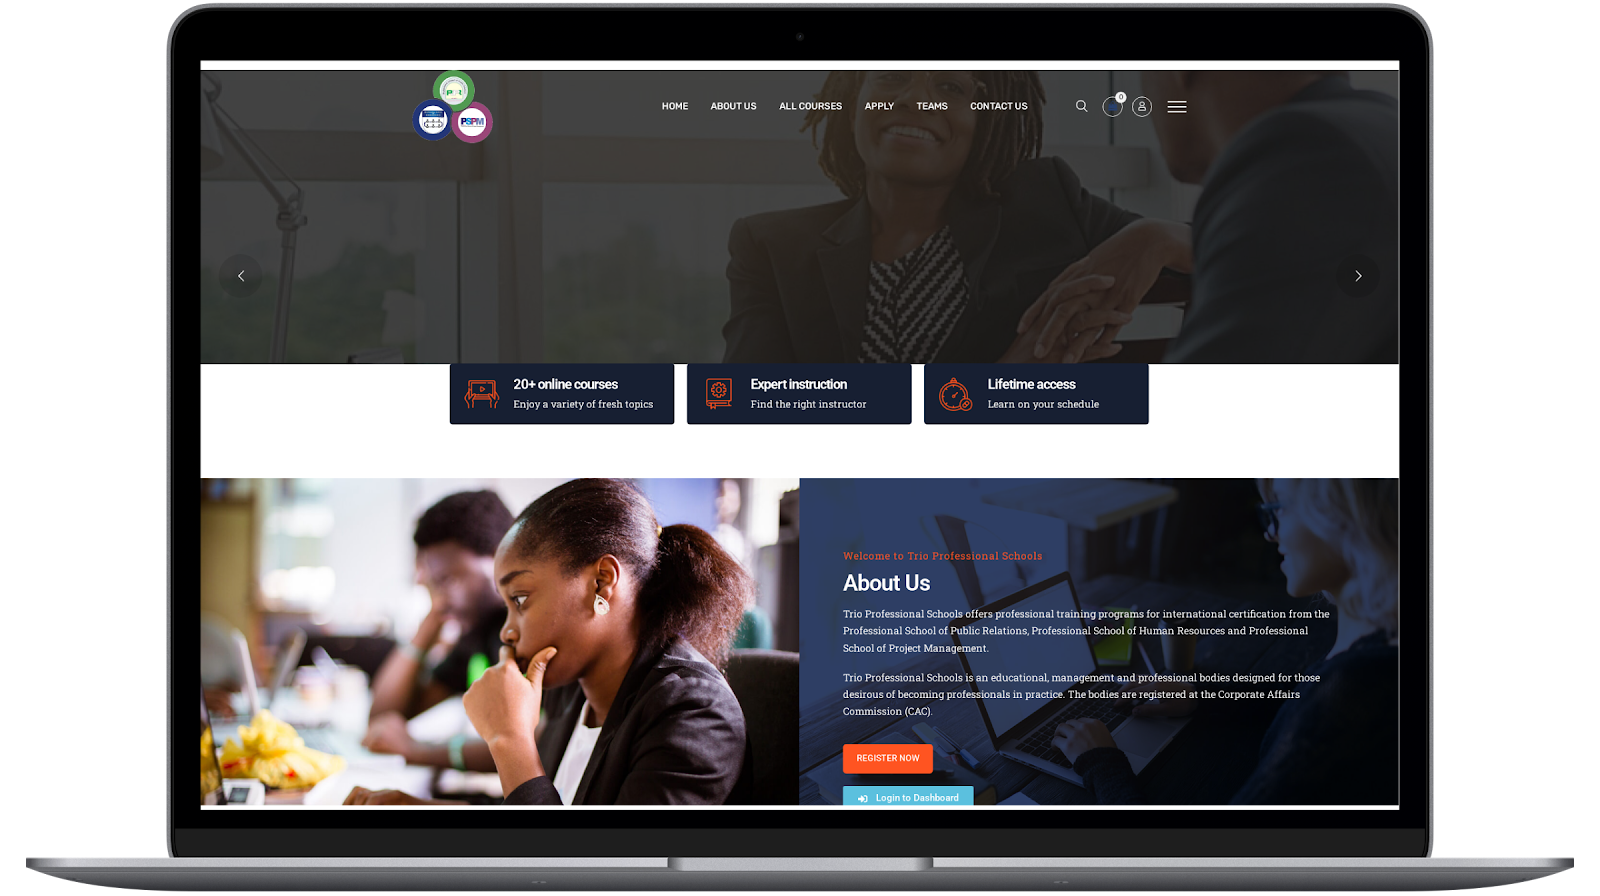 PSPM
HOME
ABOUT US
ALL COURSES
APPLY
TEAMS
CONTACT US
0
20+ online courses
Enjoy a variety of fresh topics
Expert instruction
Find the right instructor
Lifetime access
Learn on your schedule
Welcome to Trio Professional Schools
About Us
Trio Professional Schools offers professional training programs for international certification from the
Professional School of Public Relations, Professional School of Human Resources and Professional
School of Project Management.
Trio Professional Schools is an educational, management and professional bodies designed for those
desirous of becoming professionals in practice. The bodies are registered at the Corporate Affairs
Commission (CAC).
REGISTER NOW
Login to Dashboard